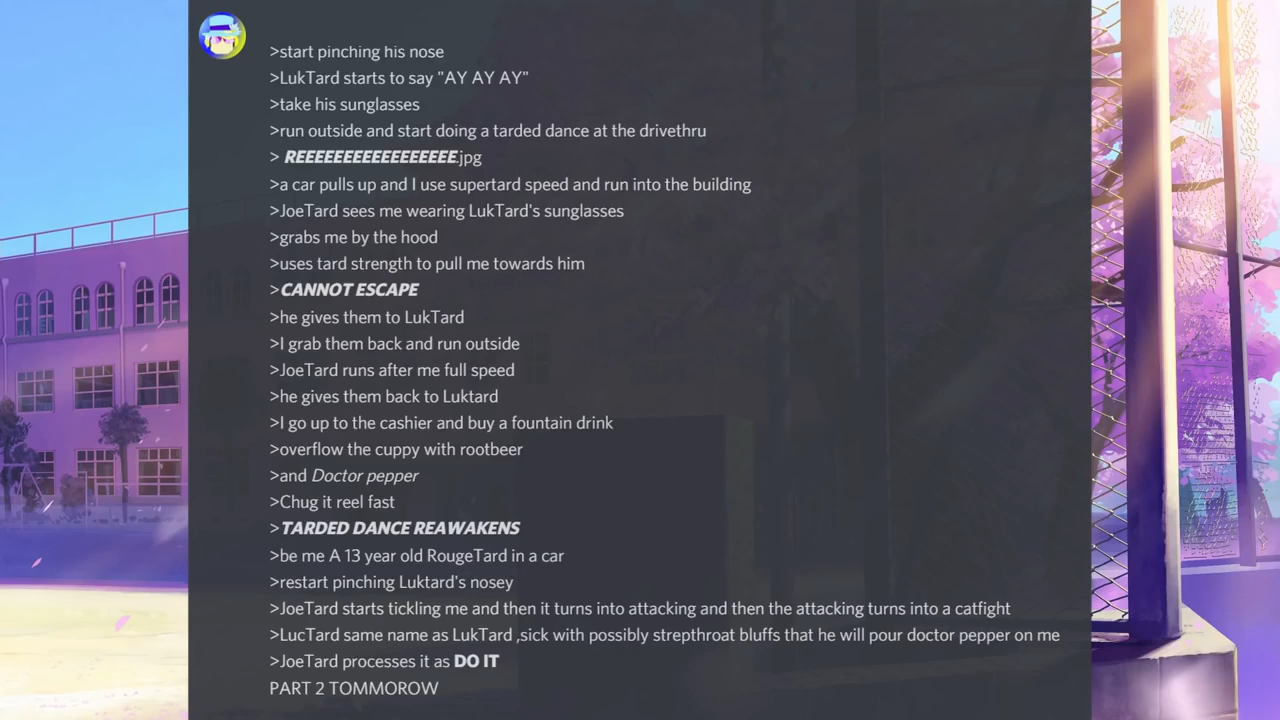 >start pinching his nose
>LukTard starts to say "AY AY AY"
>take his sunglasses
>run outside and start doing a tarded dance at the drivethru
> REEEEEEEEEEEEEEEEEE.jpg
>a car pulls up and I use supertard speed and run into the building
>JoeTard sees me wearing LukTard's sunglasses
>grabs me by the hood
>uses tard strength to pull me towards him
>CANNOT ESCAPE
>he gives them to LukTard
>I grab them back and run outside
>JoeTard runs after me full speed
>he gives them back to Luktard
>I go up to the cashier and buy a fountain drink
>overflow the cuppy with rootbeer
>and Doctor pepper
>Chug it reel fast
>TARDED DANCE REAWAKENS
>be me A 13 year old RougeTard in a car
>restart pinching Luktard's nosey
>JoeTard starts tickling me and then it turns into attacking and then the attacking turns into a catfight
>LucTard same name as LukTard ,sick with possibly strepthroat bluffs that he will pour doctor pepper on me
>JoeTard processes it as DO IT
PART 2 TOMMOROW